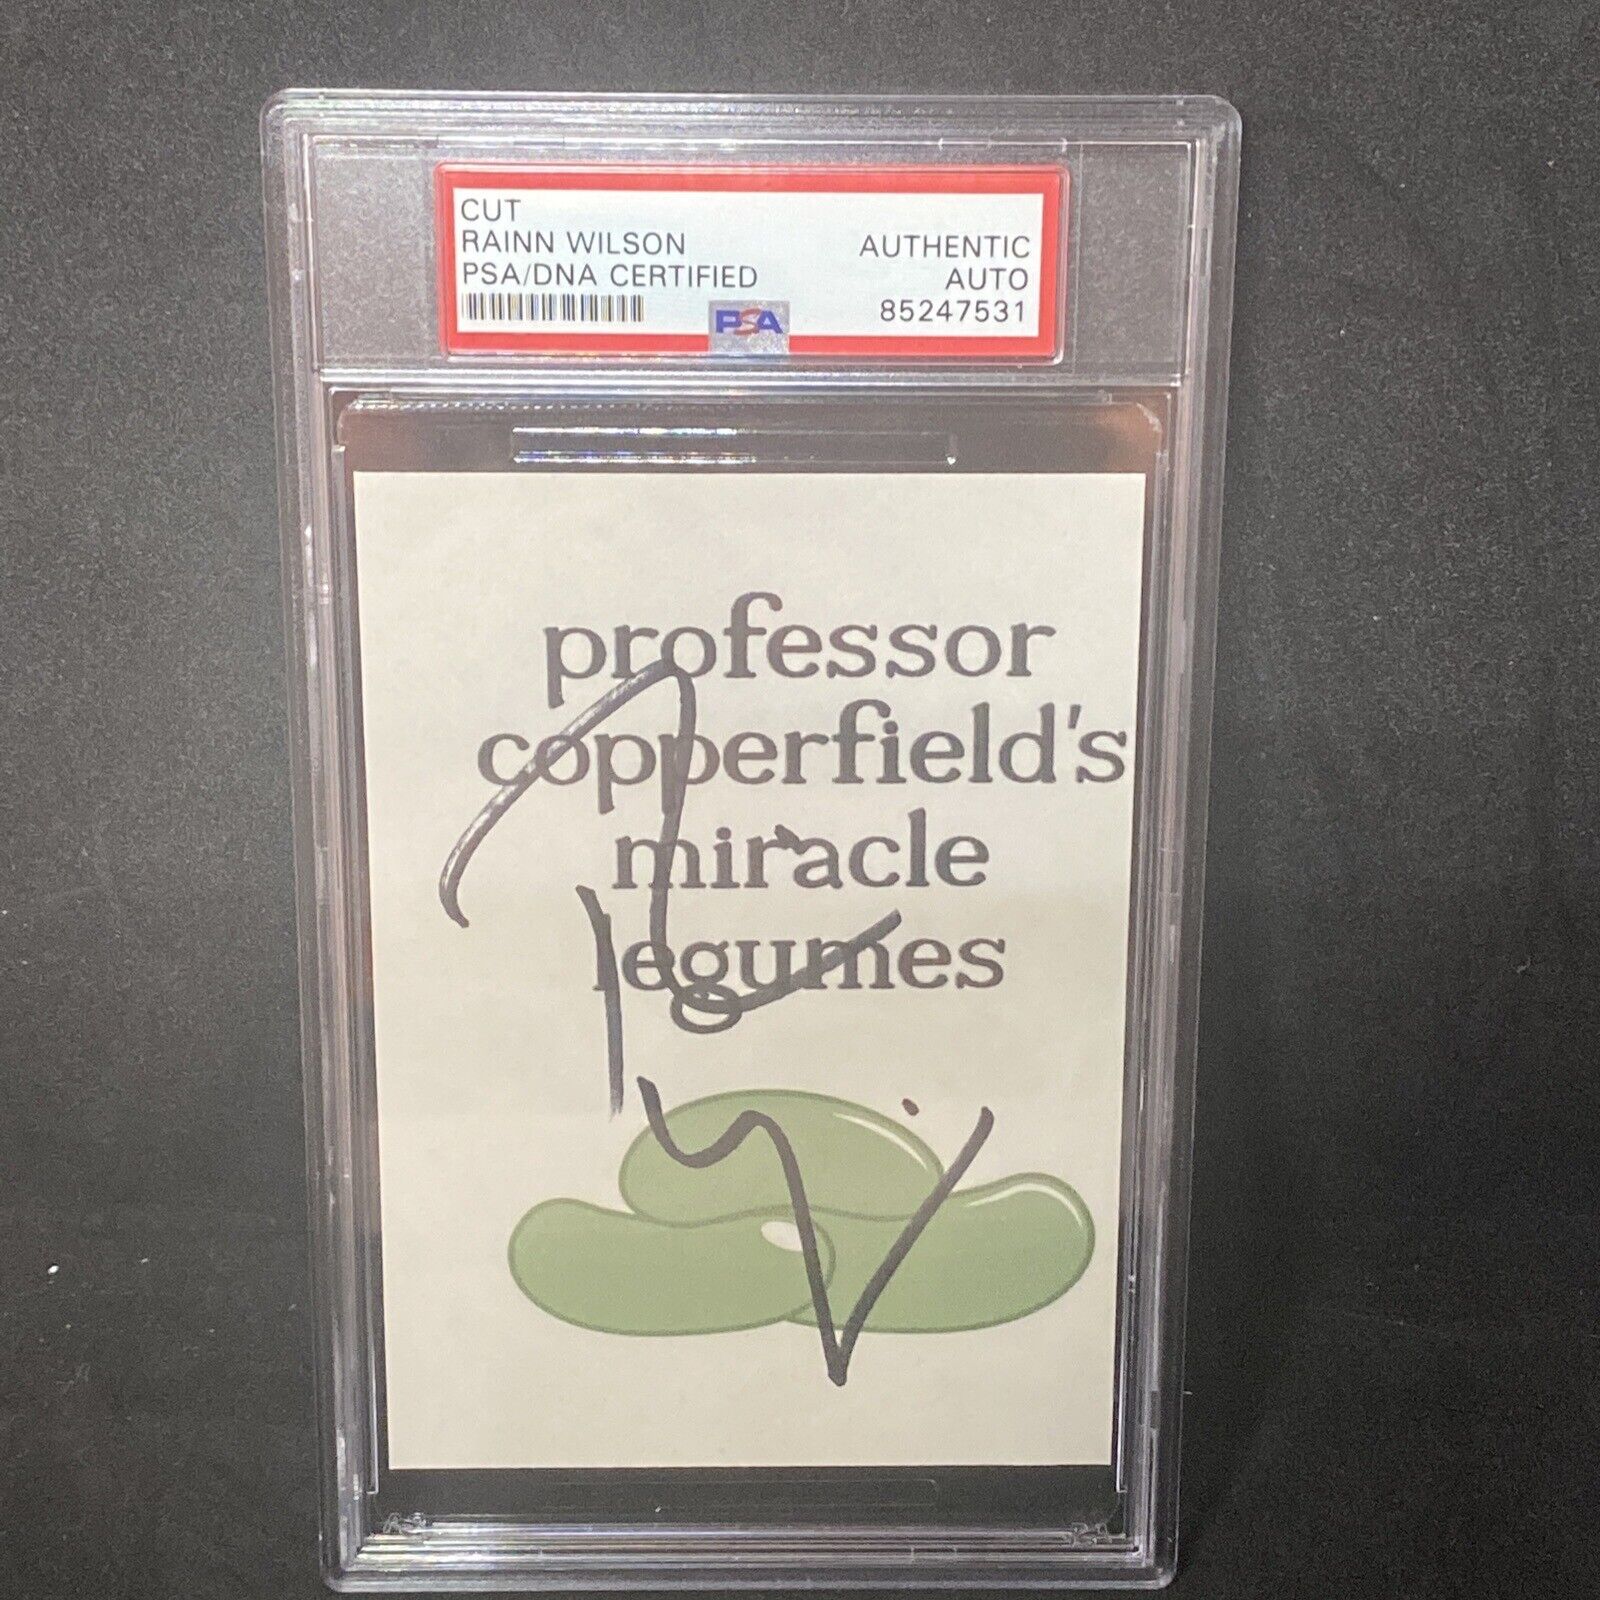 CUT
RAINN WILSON
PSA/DNA CERTIFIED
AUTHENTIC
AUTO
85247531
PSA
professor
copperfield's
miracle
legumes